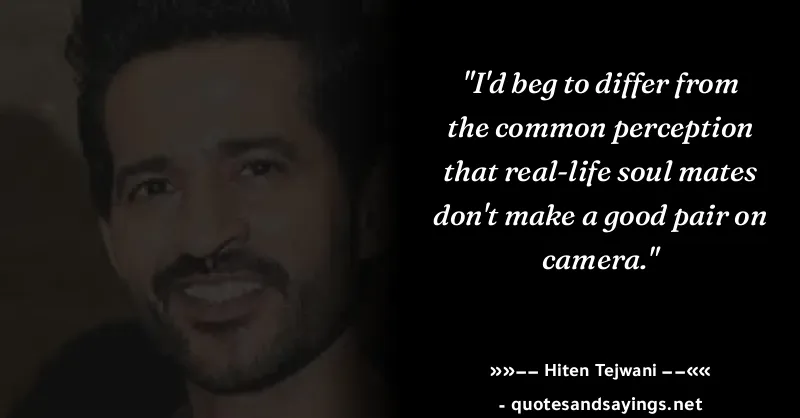 "I'd beg to differ from
the common perception
that real-life soul mates
don't make a good pair on
camera."
»»–– Hiten Tejwani ––««
- quotesandsayings.net